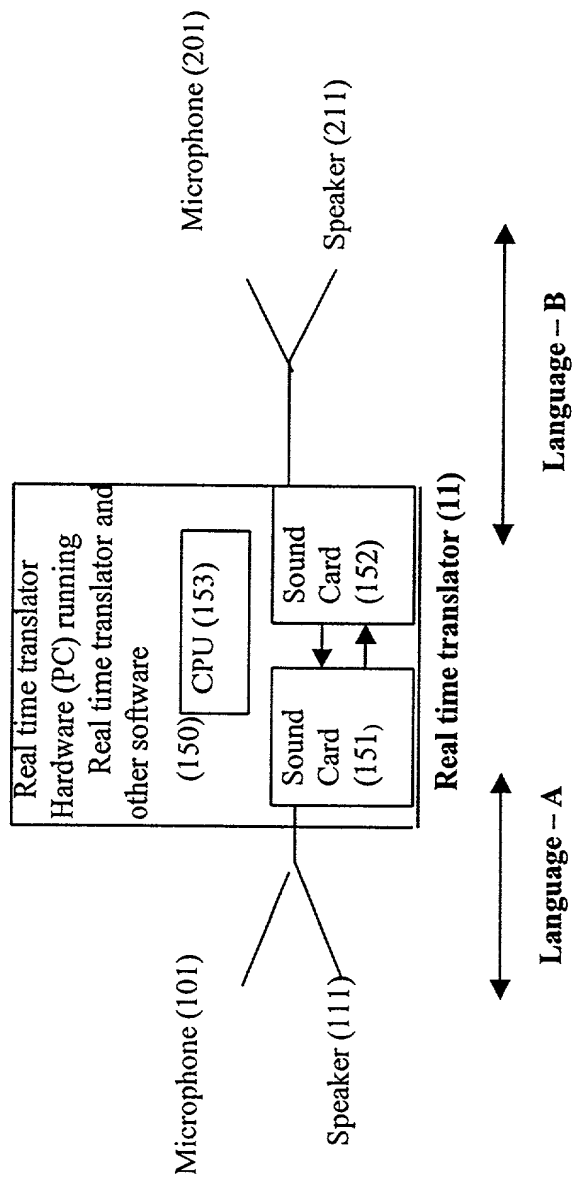 Real time translator
Hardware (PC) running
Real time translator and
other software
(150)
CPU (153)
Microphone (101)
Speaker (111)
Sound
Card
(151)
Sound
Card
(152)
Microphone (201)
Speaker (211)
Real time translator (11)
Language – A
Language – B